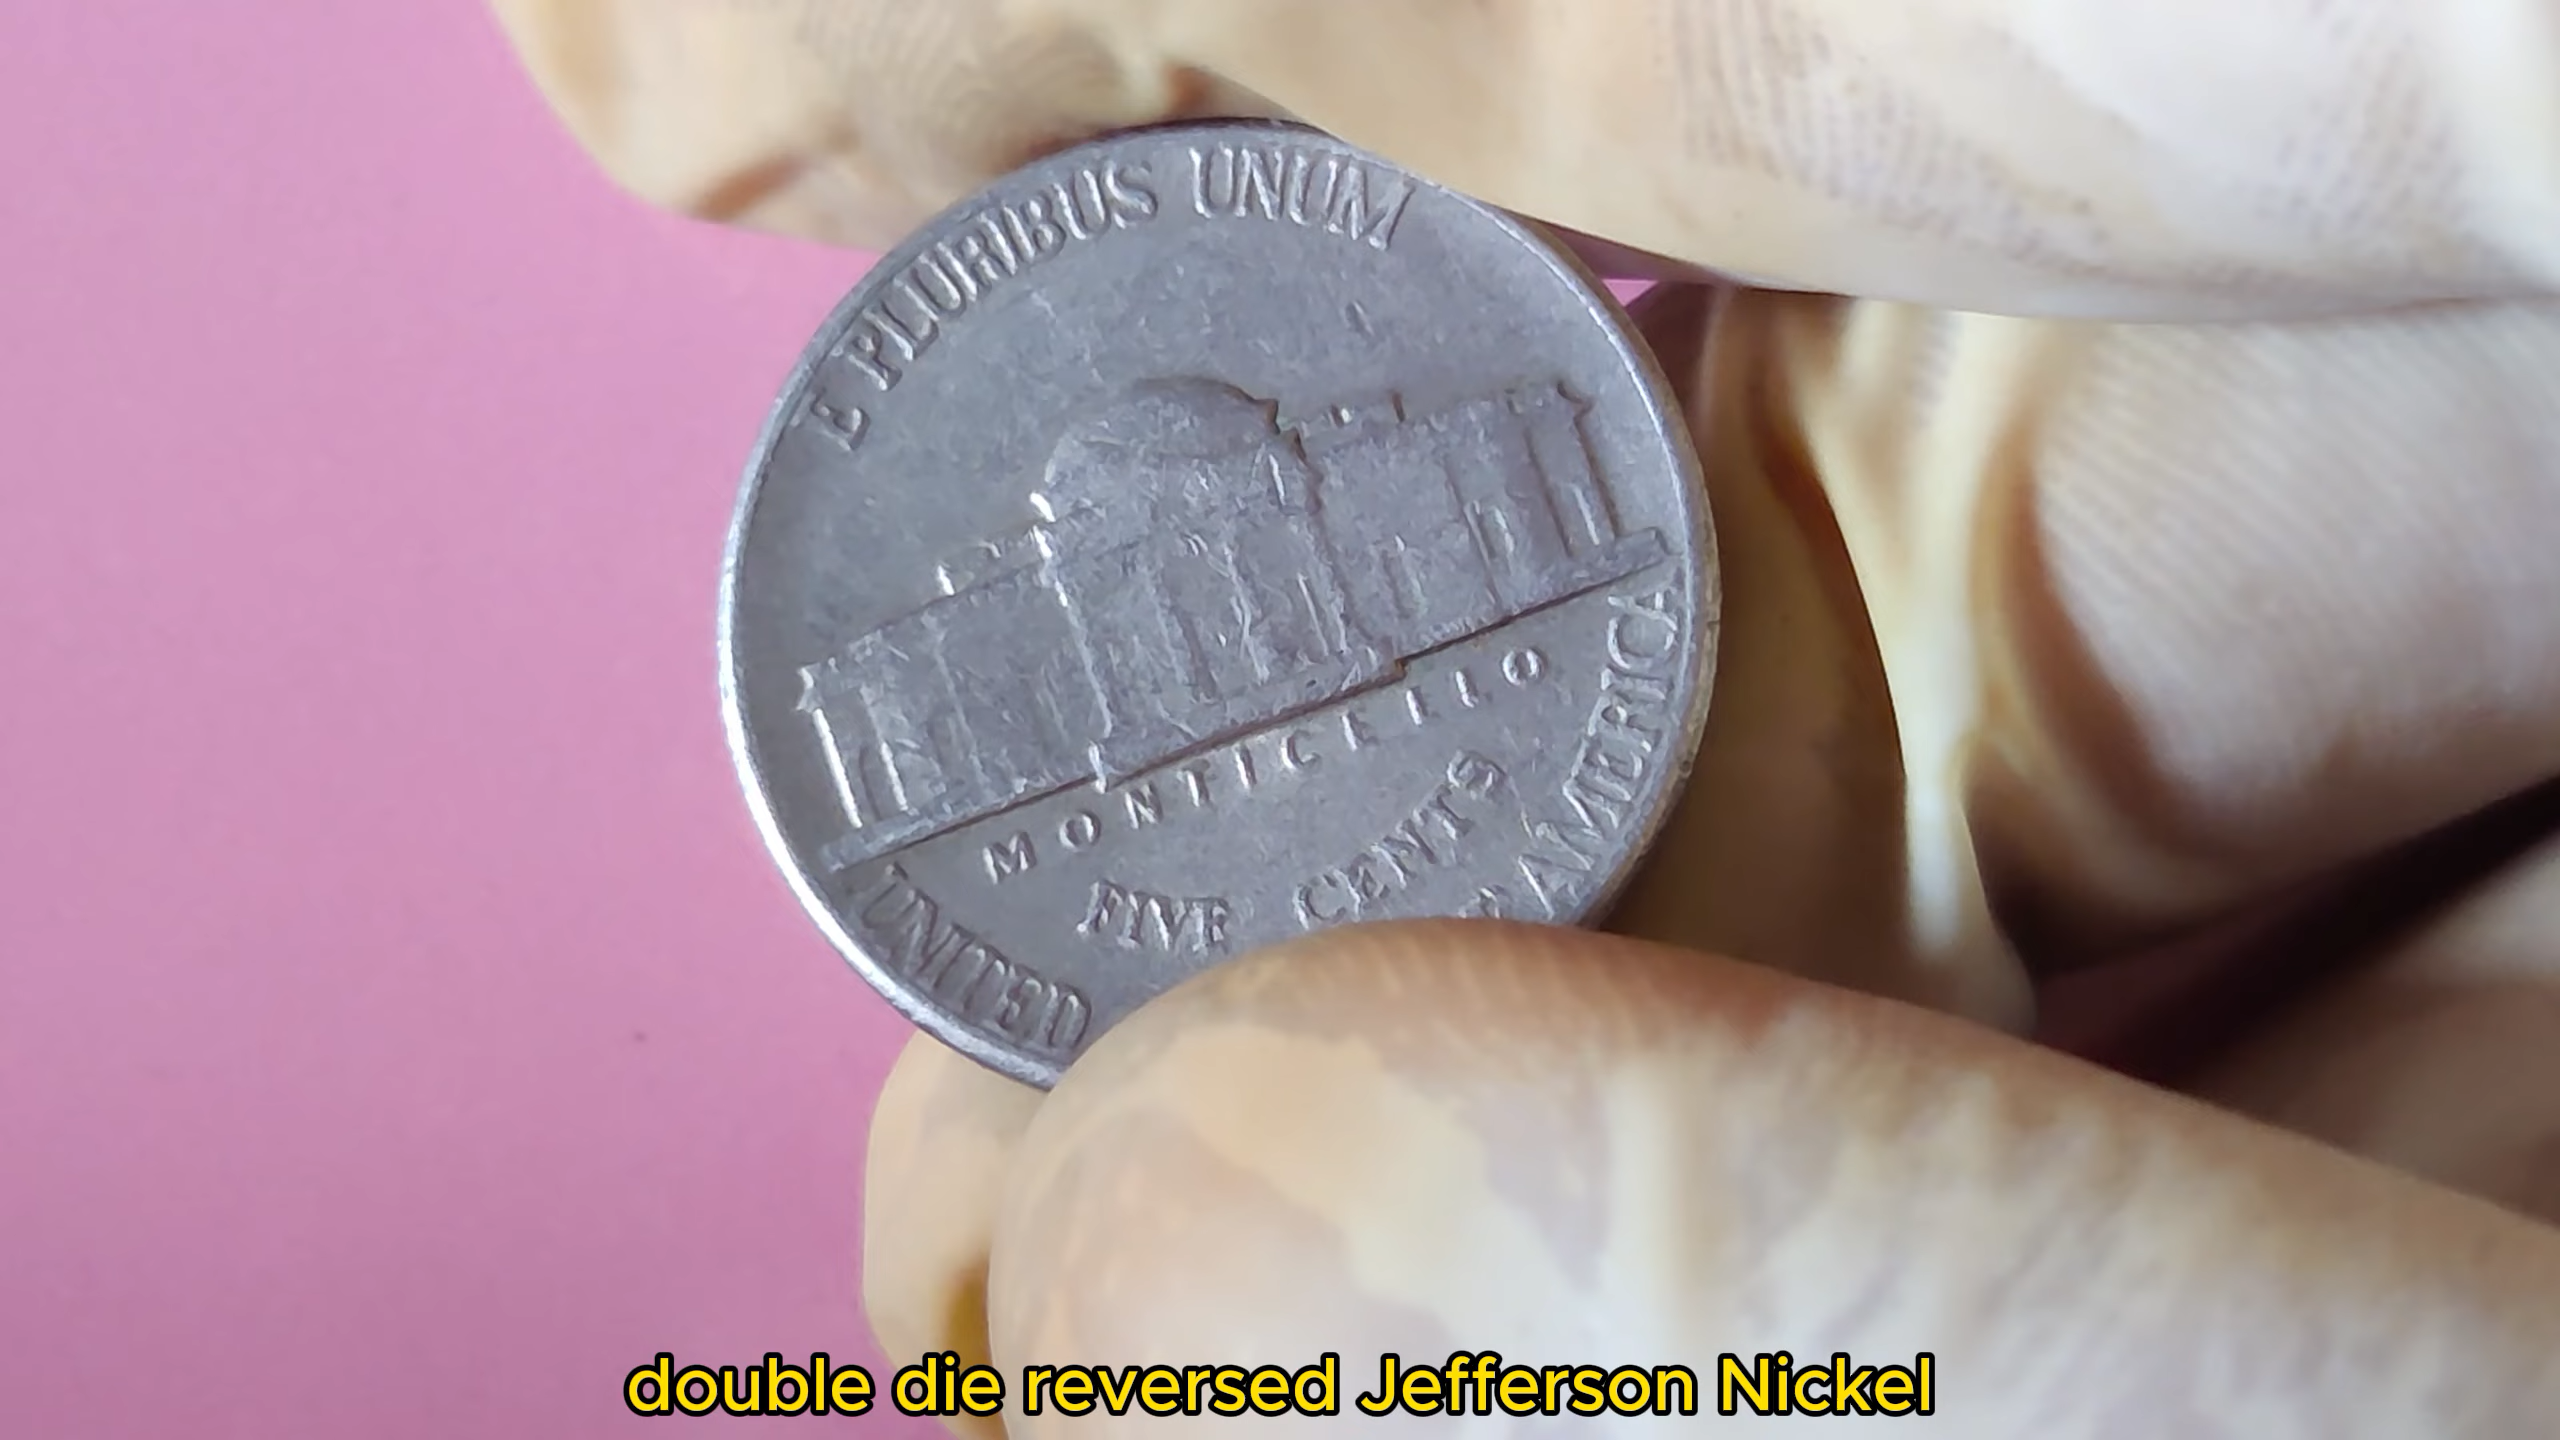 E PLURIBUS UNUM
MONTICELLO
FIVE CENTS
UNITED
AMERICA
double die reversed Jefferson Nickel